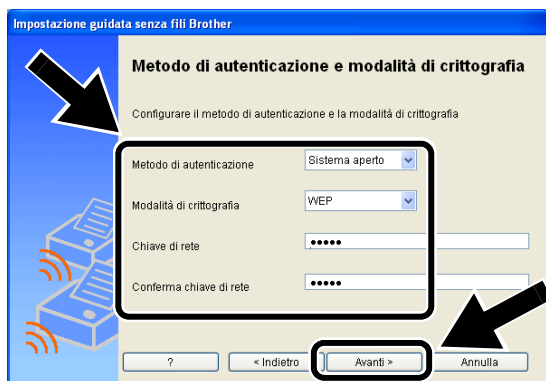 Impostazione guidata senza fili Brother
Metodo di autenticazione e modalità di crittografia
Configurare il metodo di autenticazione e la modalità di crittografia
Metodo di autenticazione Sistema aperto
Modalità di crittografia WEP
Chiave di rete •••••
Conferma chiave di rete •••••
? < Indietro Avanti > Annulla